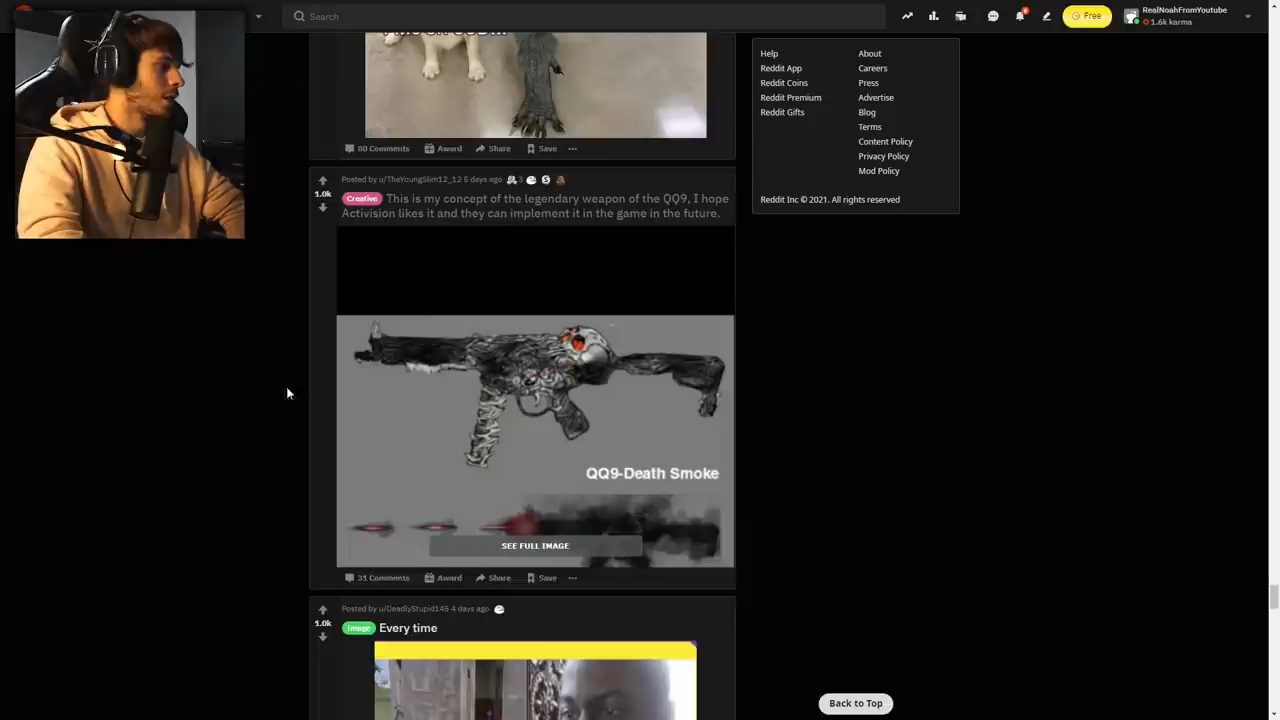 Search
Free
RealNoahFromYoutube
1.6k karma
80 Comments Award Share Save
Posted by u/TheYoungSlim12_12 5 days ago 3
1.0k
Creative This is my concept of the legendary weapon of the QQ9, I hope
Activision likes it and they can implement it in the game in the future.
QQ9-Death Smoke
SEE FULL IMAGE
31 Comments Award Share Save
Posted by u/DeadlyStupid145 4 days ago
1.0k
Image Every time
Help About
Reddit App Careers
Reddit Coins Press
Reddit Premium Advertise
Reddit Gifts Blog
Terms
Content Policy
Privacy Policy
Mod Policy
Reddit Inc © 2021. All rights reserved
Back to Top